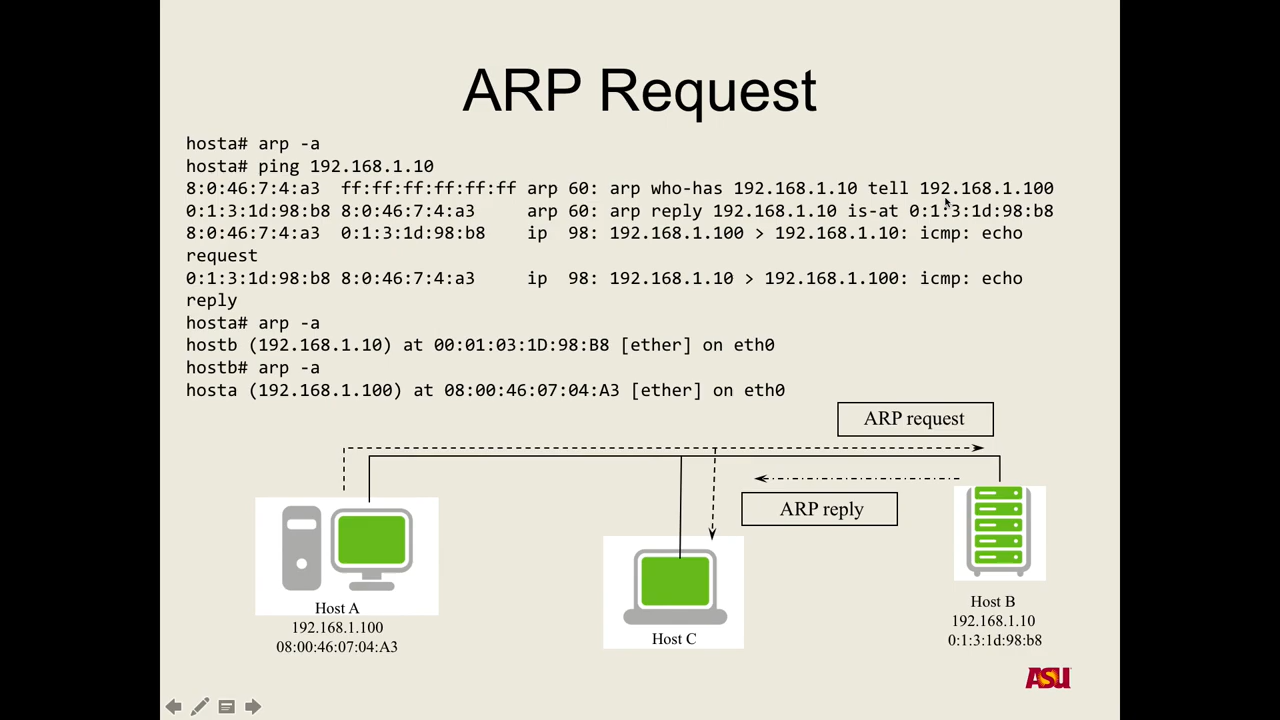 ARP Request
hosta# arp -a
hosta# ping 192.168.1.10
8:0:46:7:4:a3 ff:ff:ff:ff:ff:ff arp 60: arp who-has 192.168.1.10 tell 192.168.1.100
0:1:3:1d:98:b8 8:0:46:7:4:a3 arp 60: arp reply 192.168.1.10 is-at 0:1:3:1d:98:b8
8:0:46:7:4:a3 0:1:3:1d:98:b8 ip 98: 192.168.1.100 > 192.168.1.10: icmp: echo
request
0:1:3:1d:98:b8 8:0:46:7:4:a3 ip 98: 192.168.1.10 > 192.168.1.100: icmp: echo
reply
hosta# arp -a
hostb (192.168.1.10) at 00:01:03:1D:98:B8 [ether] on eth0
hostb# arp -a
hosta (192.168.1.100) at 08:00:46:07:04:A3 [ether] on eth0
ARP request
ARP reply
Host A
192.168.1.100
08:00:46:07:04:A3
Host C
Host B
192.168.1.10
0:1:3:1d:98:b8
ASU